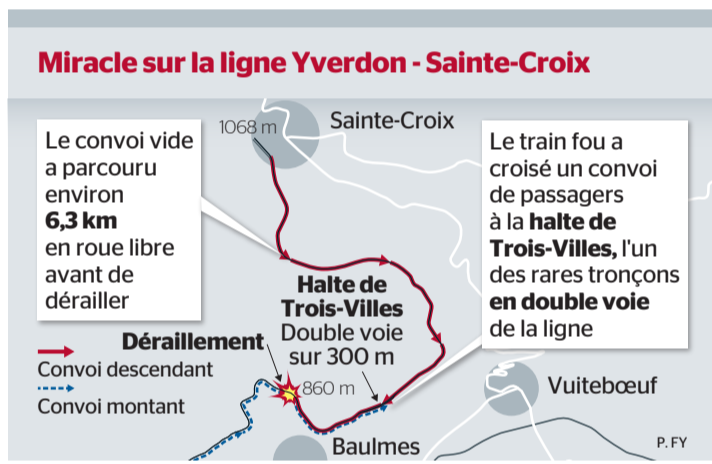 Miracle sur la ligne Yverdon - Sainte-Croix
Le convoi vide
a parcouru
environ
6,3 km
en roue libre
avant de
dérailler
1068 m
Sainte-Croix
Le train fou a
croisé un convoi
de passagers
à la halte de
Trois-Villes, l'un
des rares tronçons
en double voie
de la ligne
Halte de
Trois-Villes
Double voie
sur 300 m
Déraillement
860 m
Convoi descendant
Convoi montant
Vuitebœuf
Baulmes
P. FY